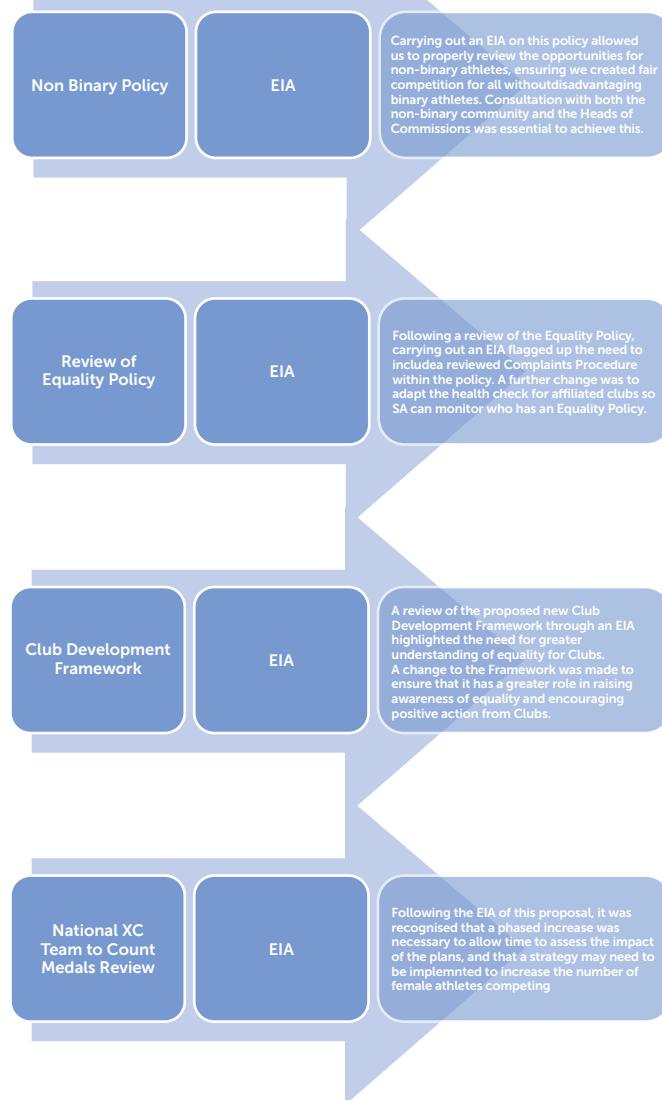 Non Binary Policy
EIA
Carrying out an EIA on this policy allowed
us to properly review the opportunities for
non-binary athletes, ensuring we created fair
competition for all withoutdisadvantaging
binary athletes. Consultation with both the
non-binary community and the Heads of
Commissions was essential to achieve this.
Review of
Equality Policy
EIA
Following a review of the Equality Policy,
carrying out an EIA flagged up the need to
includea reviewed Complaints Procedure
within the policy. A further change was to
adapt the health check for affiliated clubs so
SA can monitor who has an Equality Policy.
Club Development
Framework
EIA
A review of the proposed new Club
Development Framework through an EIA
highlighted the need for greater
understanding of equality for Clubs.
A change to the Framework was made to
ensure that it has a greater role in raising
awareness of equality and encouraging
positive action from Clubs.
National XC
Team to Count
Medals Review
EIA
Following the EIA of this proposal, it was
recognised that a phased increase was
necessary to allow time to assess the impact
of the plans, and that a strategy may need to
be implemnted to increase the number of
female athletes competing